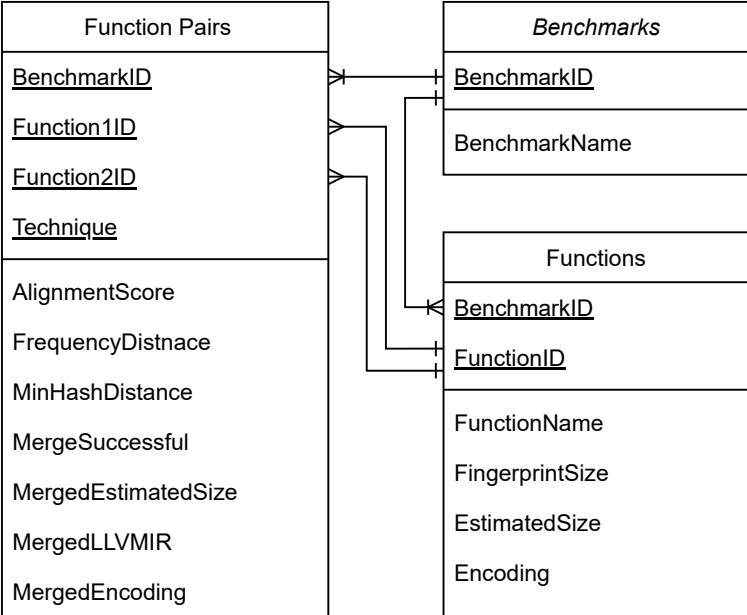 Function Pairs
BenchmarkID
Function1ID
Function2ID
Technique
AlignmentScore
FrequencyDistnace
MinHashDistance
MergeSuccessful
MergedEstimatedSize
MergedLLVMIR
MergedEncoding
Benchmarks
BenchmarkID
BenchmarkName
Functions
BenchmarkID
FunctionID
FunctionName
FingerprintSize
EstimatedSize
Encoding